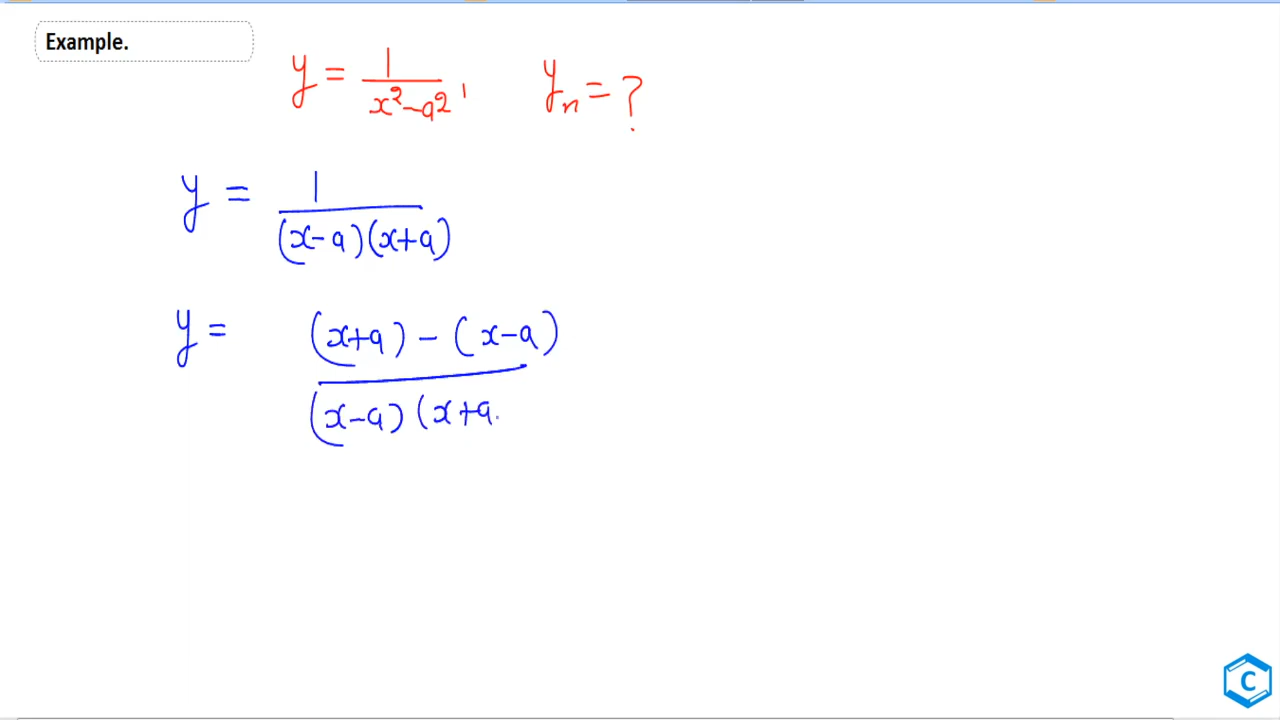 Example.
y = 1/(x²-a²), yₙ = ?
y = 1/((x-a)(x+a))
y = ((x+a) - (x-a))/((x-a)(x+a
C